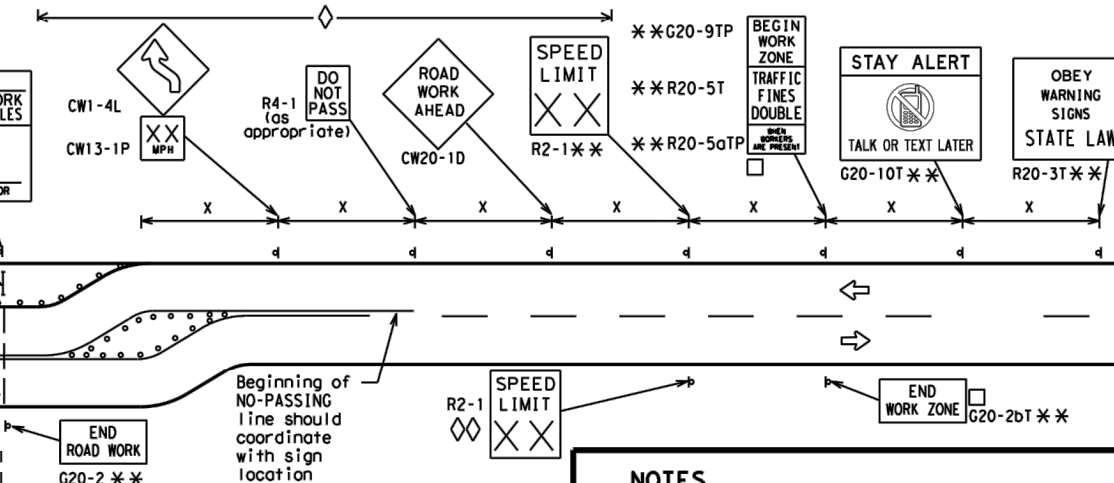 CW1-4L
XX
MPH
CW13-1P
DO
NOT
PASS
R4-1
(as
appropriate)
ROAD
WORK
AHEAD
CW20-1D
SPEED
LIMIT
XX
R2-1**
**G20-9TP
**R20-5T
**R20-5aTP
BEGIN
WORK
ZONE
TRAFFIC
FINES
DOUBLE
WHEN
WORKERS
ARE PRESENT
STAY ALERT
TALK OR TEXT LATER
G20-10T**
OBEY
WARNING
SIGNS
STATE LAW
R20-3T**
X
X
X
X
X
X
X
Beginning of
NO-PASSING
line should
coordinate
with sign
location
R2-1
SPEED
LIMIT
XX
END
WORK ZONE
G20-2bT**
END
ROAD WORK
G20-2**
NOTES